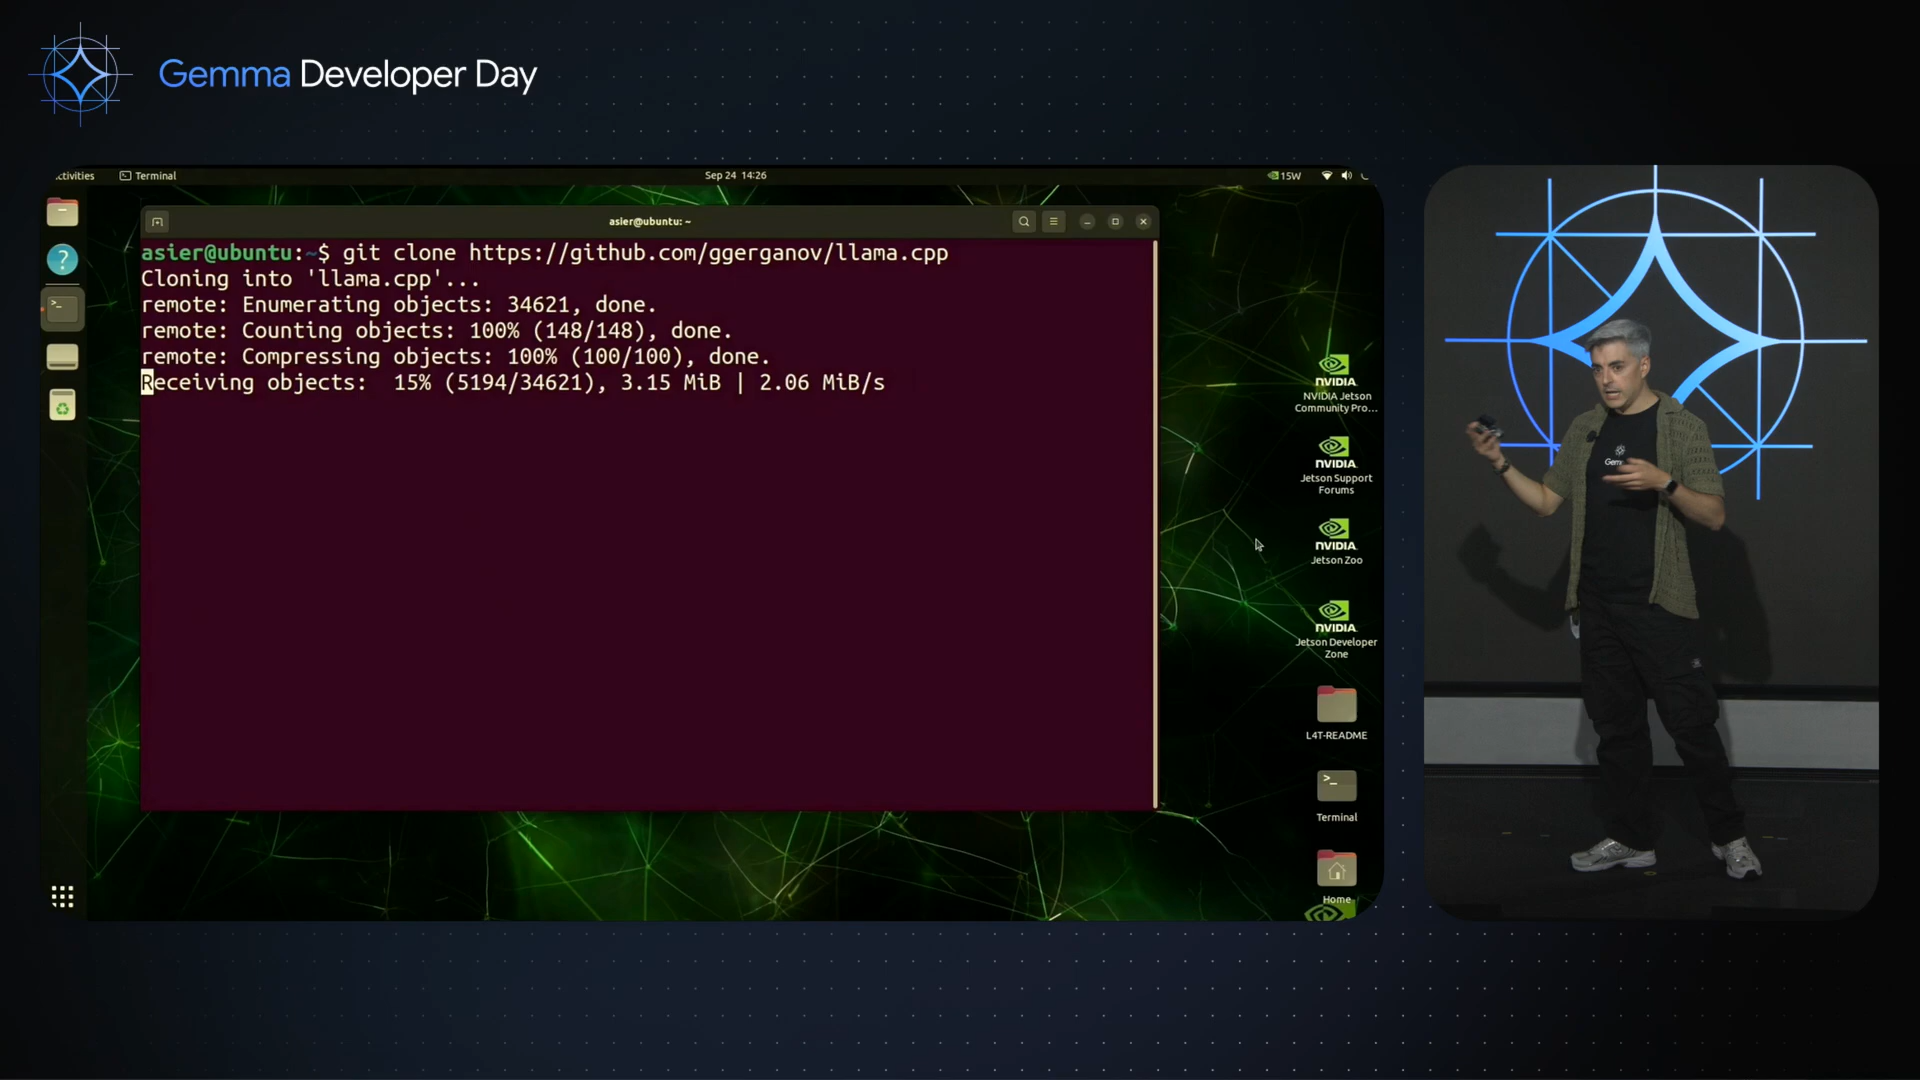 Gemma Developer Day
ctivities
Terminal
Sep 24 14:26
15W
asier@ubuntu: ~
asier@ubuntu:~$ git clone https://github.com/ggerganov/llama.cpp
Cloning into 'llama.cpp'...
remote: Enumerating objects: 34621, done.
remote: Counting objects: 100% (148/148), done.
remote: Compressing objects: 100% (100/100), done.
Receiving objects:  15% (5194/34621), 3.15 MiB | 2.06 MiB/s
NVIDIA
NVIDIA Jetson
Community Pro...
NVIDIA
Jetson Support
Forums
NVIDIA
Jetson Zoo
NVIDIA
Jetson Developer
Zone
L4T-README
Terminal
Home